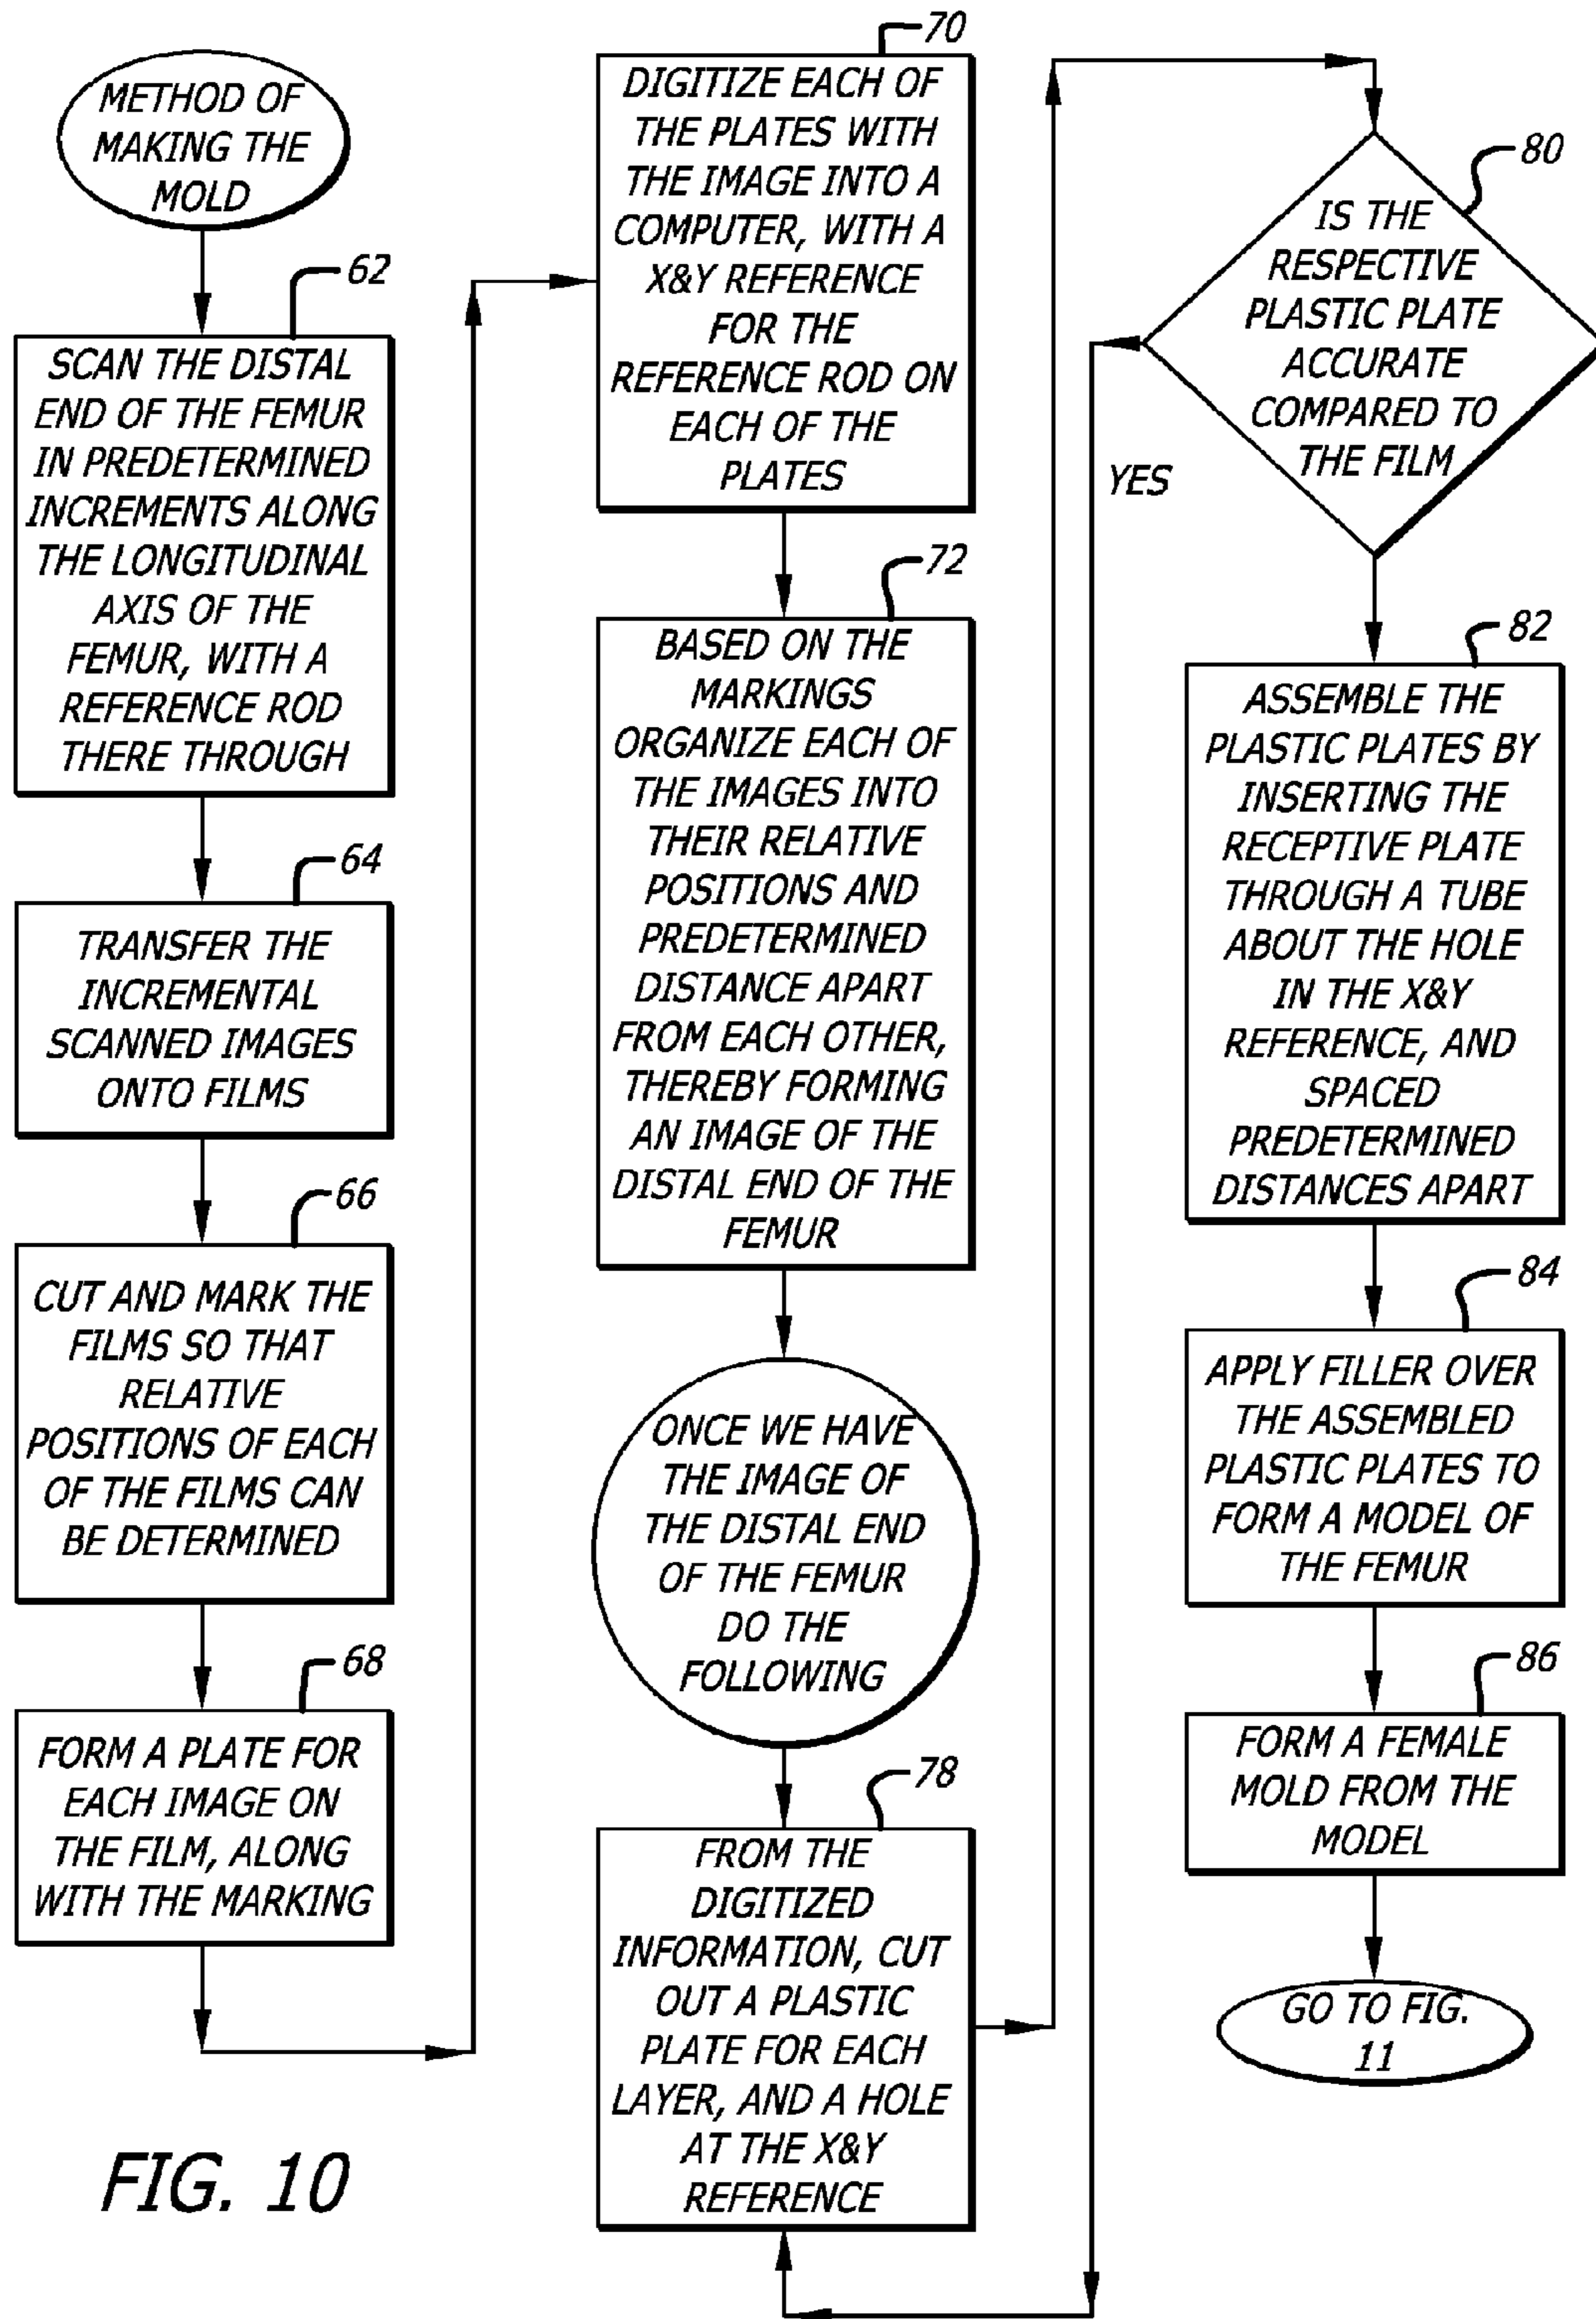 METHOD OF
MAKING THE
MOLD
62
SCAN THE DISTAL
END OF THE FEMUR
IN PREDETERMINED
INCREMENTS ALONG
THE LONGITUDINAL
AXIS OF THE
FEMUR, WITH A
REFERENCE ROD
THERE THROUGH
64
TRANSFER THE
INCREMENTAL
SCANNED IMAGES
ONTO FILMS
66
CUT AND MARK THE
FILMS SO THAT
RELATIVE
POSITIONS OF EACH
OF THE FILMS CAN
BE DETERMINED
68
FORM A PLATE FOR
EACH IMAGE ON
THE FILM, ALONG
WITH THE MARKING
70
DIGITIZE EACH OF
THE PLATES WITH
THE IMAGE INTO A
COMPUTER, WITH A
X&Y REFERENCE
FOR THE
REFERENCE ROD ON
EACH OF THE
PLATES
72
BASED ON THE
MARKINGS
ORGANIZE EACH OF
THE IMAGES INTO
THEIR RELATIVE
POSITIONS AND
PREDETERMINED
DISTANCE APART
FROM EACH OTHER,
THEREBY FORMING
AN IMAGE OF THE
DISTAL END OF THE
FEMUR
ONCE WE HAVE
THE IMAGE OF
THE DISTAL END
OF THE FEMUR
DO THE
FOLLOWING
78
FROM THE
DIGITIZED
INFORMATION, CUT
OUT A PLASTIC
PLATE FOR EACH
LAYER, AND A HOLE
AT THE X&Y
REFERENCE
80
IS THE
RESPECTIVE
PLASTIC PLATE
ACCURATE
COMPARED TO
THE FILM
YES
82
ASSEMBLE THE
PLASTIC PLATES BY
INSERTING THE
RECEPTIVE PLATE
THROUGH A TUBE
ABOUT THE HOLE
IN THE X&Y
REFERENCE, AND
SPACED
PREDETERMINED
DISTANCES APART
84
APPLY FILLER OVER
THE ASSEMBLED
PLASTIC PLATES TO
FORM A MODEL OF
THE FEMUR
86
FORM A FEMALE
MOLD FROM THE
MODEL
GO TO FIG.
11
FIG. 10